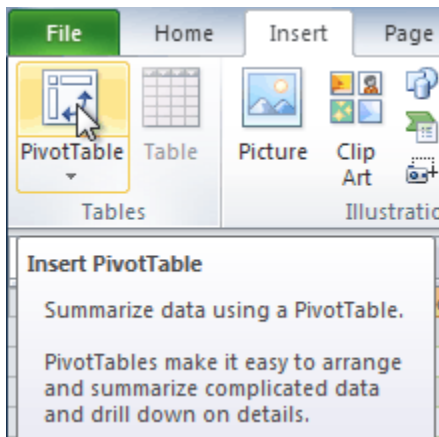 File Home Insert Page
PivotTable Table Picture Clip
Art
Tables
Insert PivotTable
Summarize data using a PivotTable.
PivotTables make it easy to arrange
and summarize complicated data
and drill down on details.